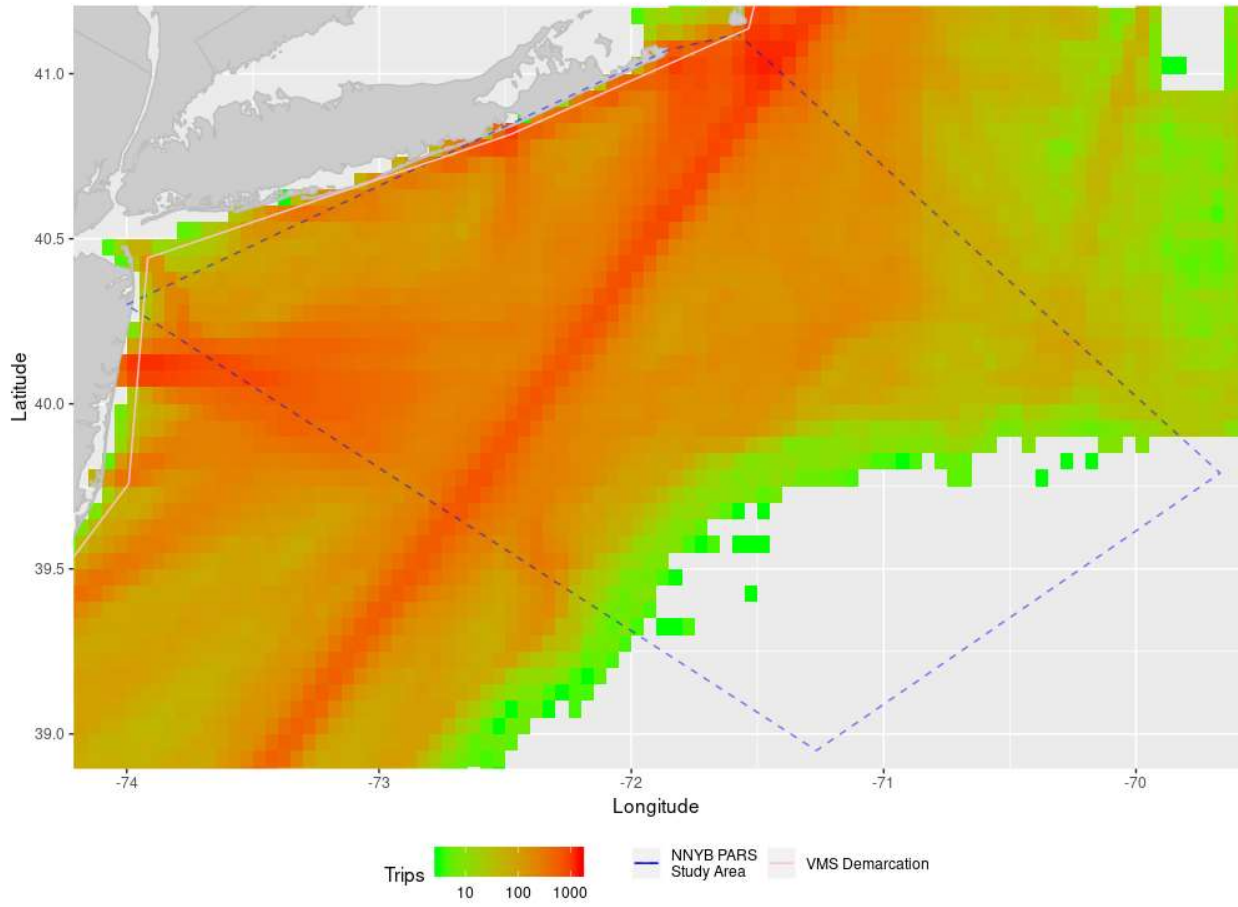 41.0
40.5
40.0
39.5
39.0
Latitude
-74
-73
-72
-71
-70
Longitude
Trips
10
100
1000
NNYB PARS
Study Area
VMS Demarcation